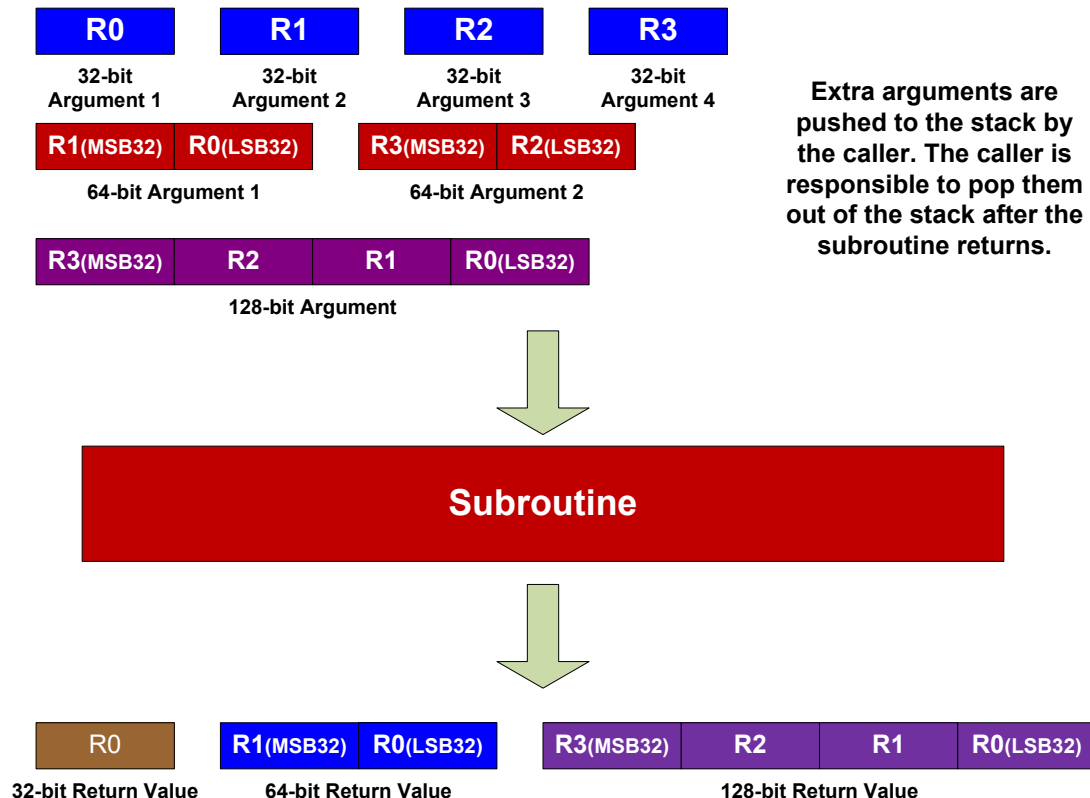 R0 R1 R2 R3
32-bit Argument 1
32-bit Argument 2
32-bit Argument 3
32-bit Argument 4
Extra arguments are
pushed to the stack by
the caller. The caller is
responsible to pop them
out of the stack after the
subroutine returns.
R1(MSB32) R0(LSB32) R3(MSB32) R2(LSB32)
64-bit Argument 1 64-bit Argument 2
R3(MSB32) R2 R1 R0(LSB32)
128-bit Argument
Subroutine
R0 R1(MSB32) R0(LSB32) R3(MSB32) R2 R1 R0(LSB32)
32-bit Return Value 64-bit Return Value 128-bit Return Value